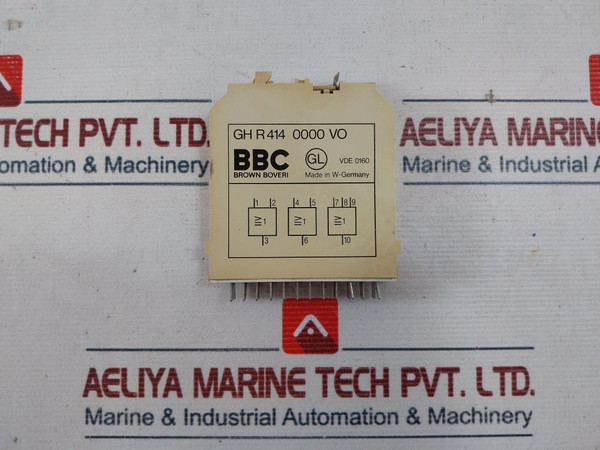 GH R 414 0000 VO
BBC GL VDE 0160
BROWN BOVERI Made in W-Germany
1 2 4 5 7 8 9
≥1 ≥1 ≥1
3 6 10
TECH PVT. LTD.
Automation & Machinery
AELIYA MARINE
Marine & Industrial
AELIYA MARINE TECH PVT. LTD.
Marine & Industrial Automation & Machinery